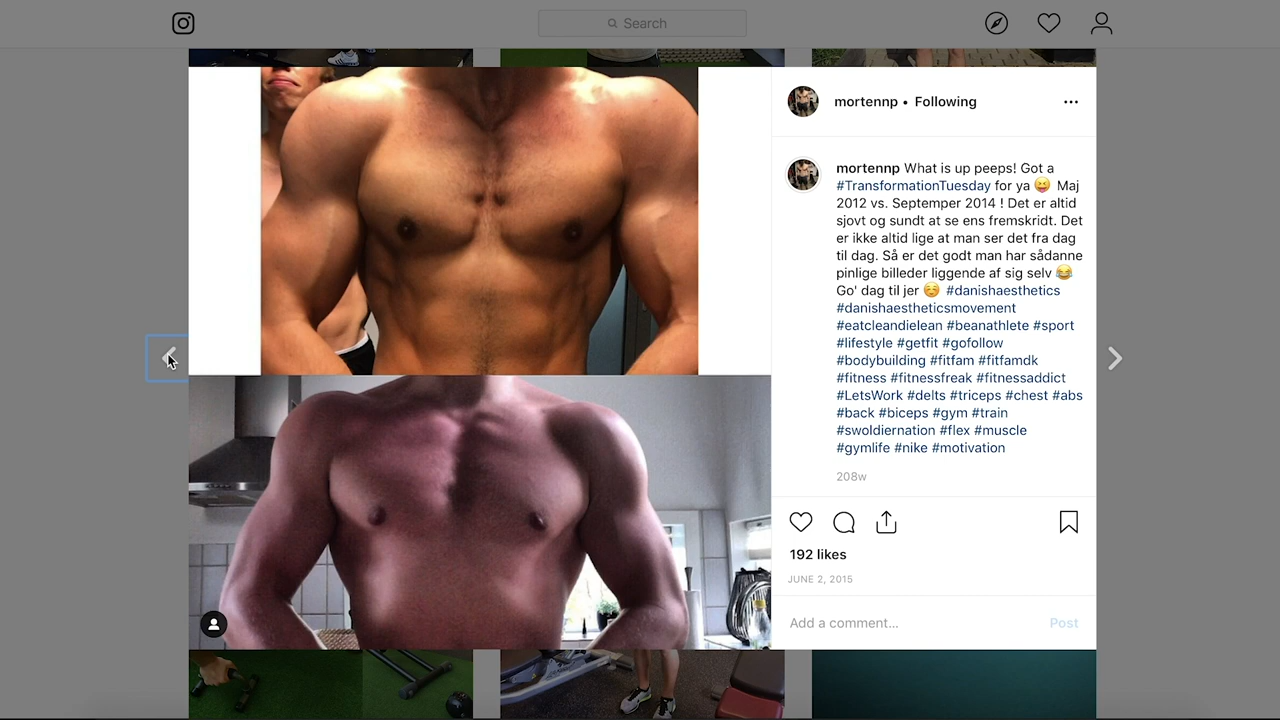 Search
mortennp • Following
mortennp What is up peeps! Got a
#TransformationTuesday for ya 😝 Maj
2012 vs. Septemper 2014 ! Det er altid
sjovt og sundt at se ens fremskridt. Det
er ikke altid lige at man ser det fra dag
til dag. Så er det godt man har sådanne
pinlige billeder liggende af sig selv 😂
Go' dag til jer ☺️ #danishaesthetics
#danishaestheticsmovement
#eatcleandielean #beanathlete #sport
#lifestyle #getfit #gofollow
#bodybuilding #fitfam #fitfamdk
#fitness #fitnessfreak #fitnessaddict
#LetsWork #delts #triceps #chest #abs
#back #biceps #gym #train
#swoldiernation #flex #muscle
#gymlife #nike #motivation
208w
192 likes
JUNE 2, 2015
Add a comment... Post